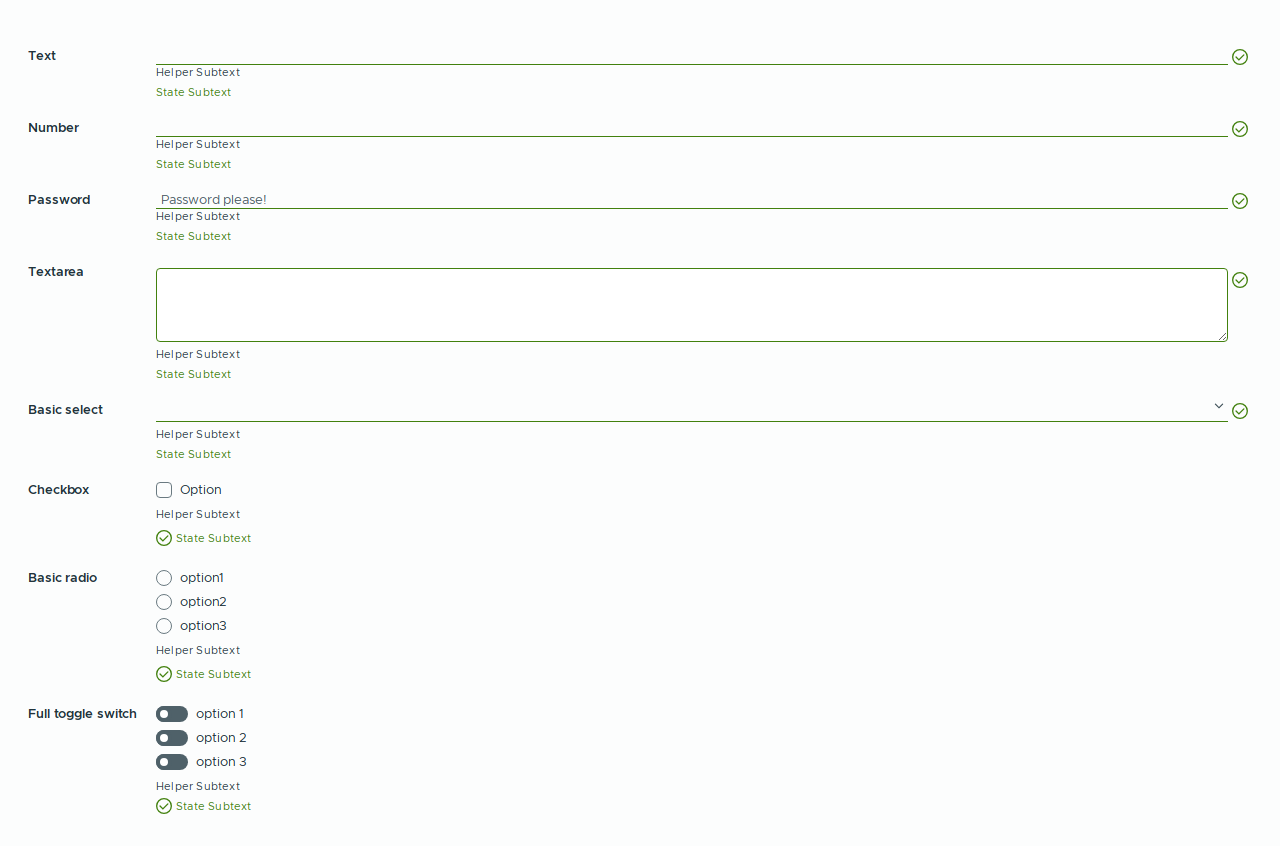 Text
Helper Subtext
State Subtext
Number
Helper Subtext
State Subtext
Password Password please!
Helper Subtext
State Subtext
Textarea
Helper Subtext
State Subtext
Basic select
Helper Subtext
State Subtext
Checkbox Option
Helper Subtext
State Subtext
Basic radio option1
option2
option3
Helper Subtext
State Subtext
Full toggle switch option 1
option 2
option 3
Helper Subtext
State Subtext